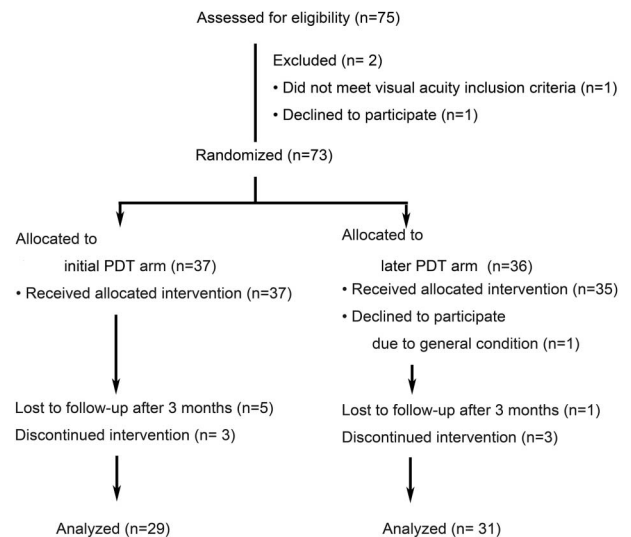 Assessed for eligibility (n=75)
Excluded (n= 2)
• Did not meet visual acuity inclusion criteria (n=1)
• Declined to participate (n=1)
Randomized (n=73)
Allocated to
initial PDT arm (n=37)
• Received allocated intervention (n=37)
Allocated to
later PDT arm (n=36)
• Received allocated intervention (n=35)
• Declined to participate
due to general condition (n=1)
Lost to follow-up after 3 months (n=5)
Discontinued intervention (n= 3)
Lost to follow-up after 3 months (n=1)
Discontinued intervention (n=3)
Analyzed (n=29)
Analyzed (n= 31)